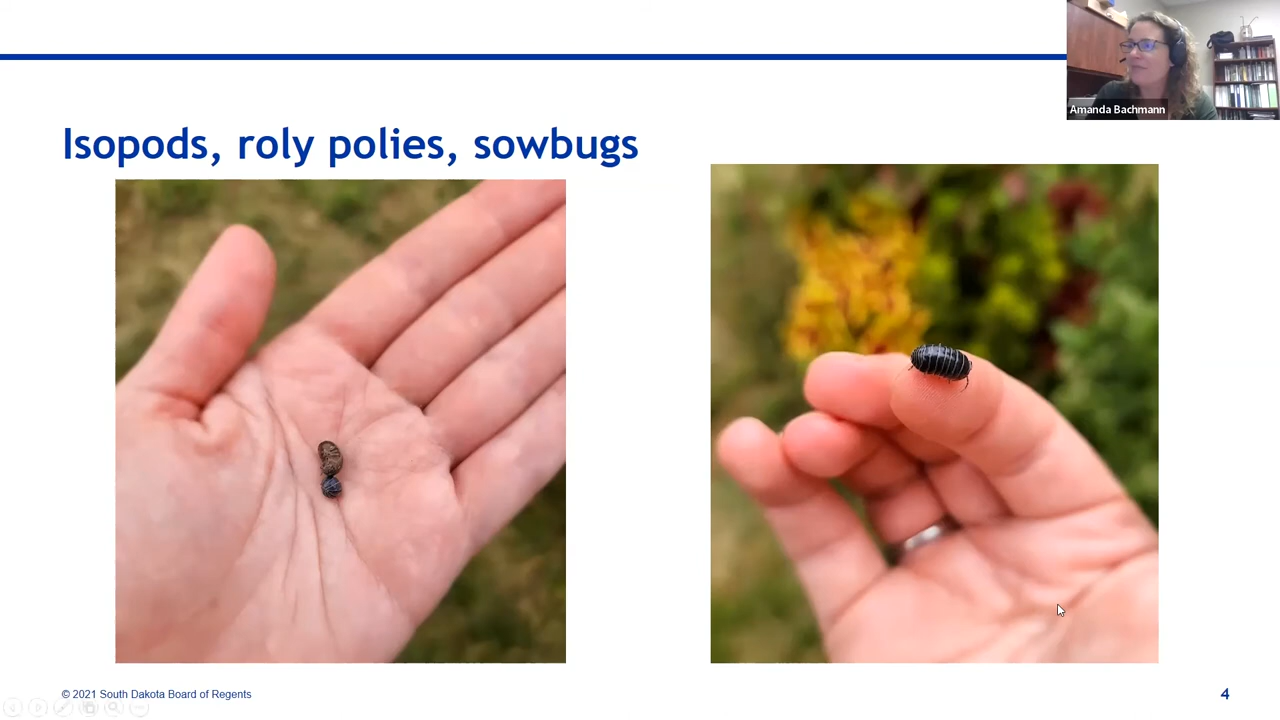 Amanda Bachmann
Isopods, roly polies, sowbugs
© 2021 South Dakota Board of Regents
4